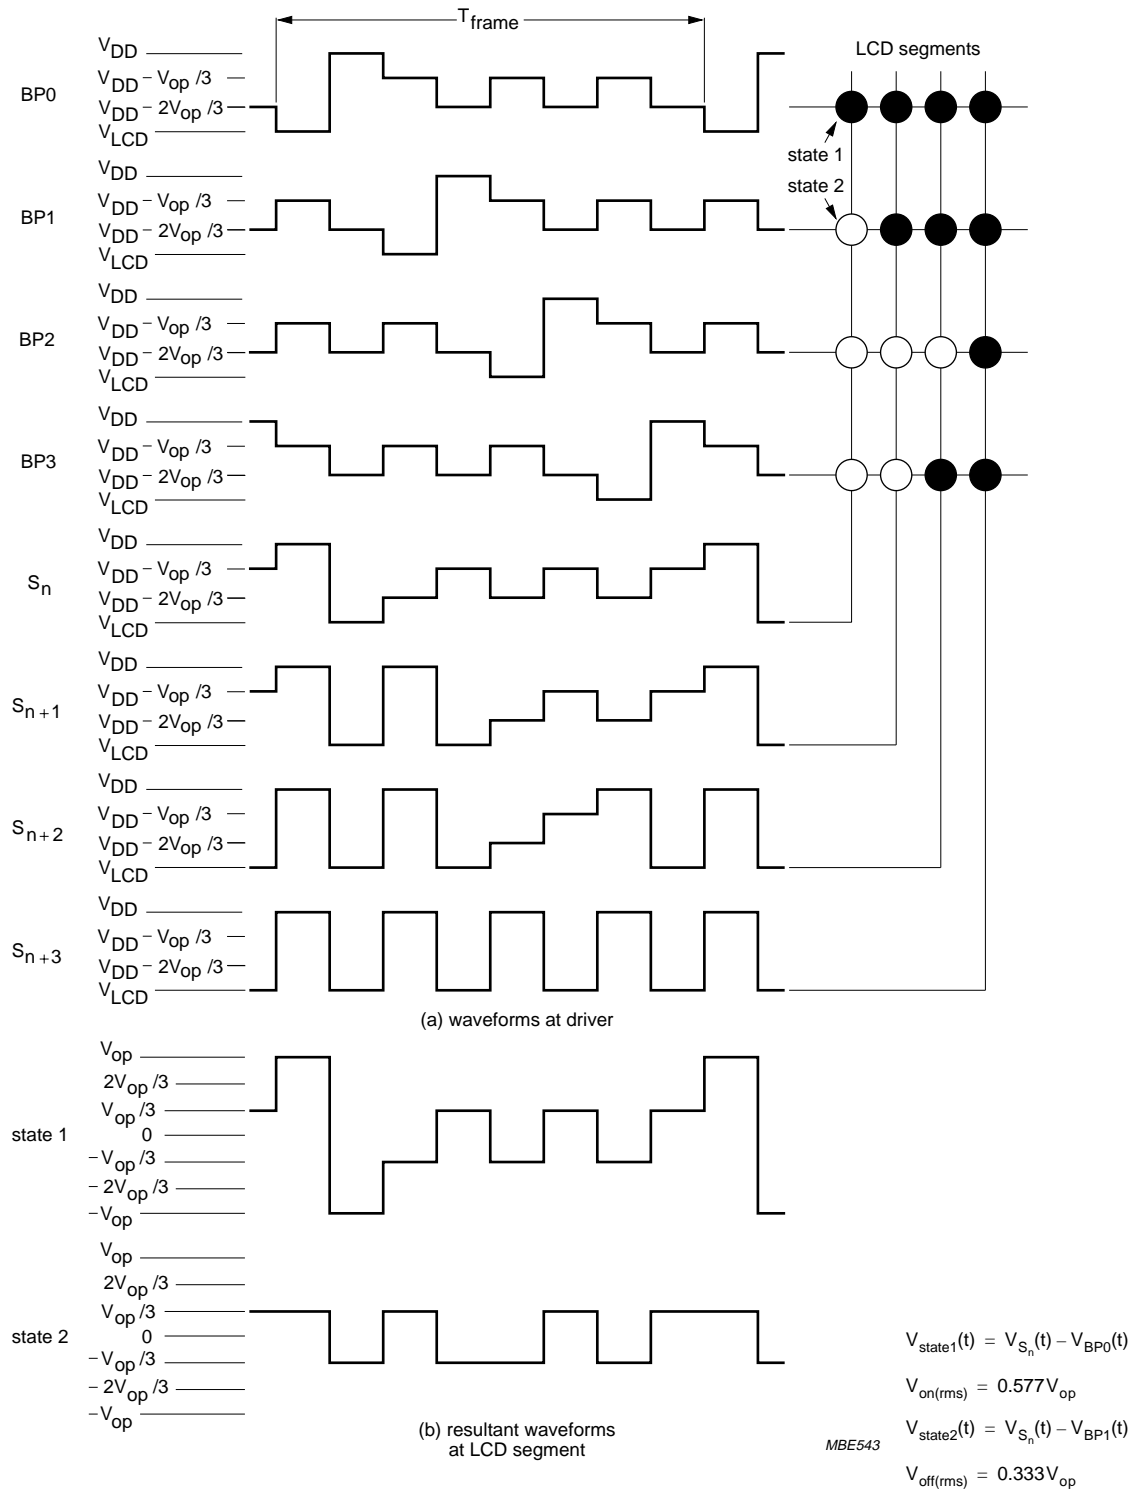 T_frame
BP0
V_DD
V_DD − V_op /3
V_DD − 2V_op /3
V_LCD
LCD segments
state 1
state 2
BP1
V_DD
V_DD − V_op /3
V_DD − 2V_op /3
V_LCD
BP2
V_DD
V_DD − V_op /3
V_DD − 2V_op /3
V_LCD
BP3
V_DD
V_DD − V_op /3
V_DD − 2V_op /3
V_LCD
S_n
V_DD
V_DD − V_op /3
V_DD − 2V_op /3
V_LCD
S_n+1
V_DD
V_DD − V_op /3
V_DD − 2V_op /3
V_LCD
S_n+2
V_DD
V_DD − V_op /3
V_DD − 2V_op /3
V_LCD
S_n+3
V_DD
V_DD − V_op /3
V_DD − 2V_op /3
V_LCD
(a) waveforms at driver
state 1
V_op
2V_op /3
V_op /3
0
−V_op /3
− 2V_op /3
−V_op
state 2
V_op
2V_op /3
V_op /3
0
−V_op /3
− 2V_op /3
−V_op
(b) resultant waveforms
at LCD segment
MBE543
V_state1(t) = V_Sn(t) − V_BP0(t)
V_on(rms) = 0.577V_op
V_state2(t) = V_Sn(t) − V_BP1(t)
V_off(rms) = 0.333V_op